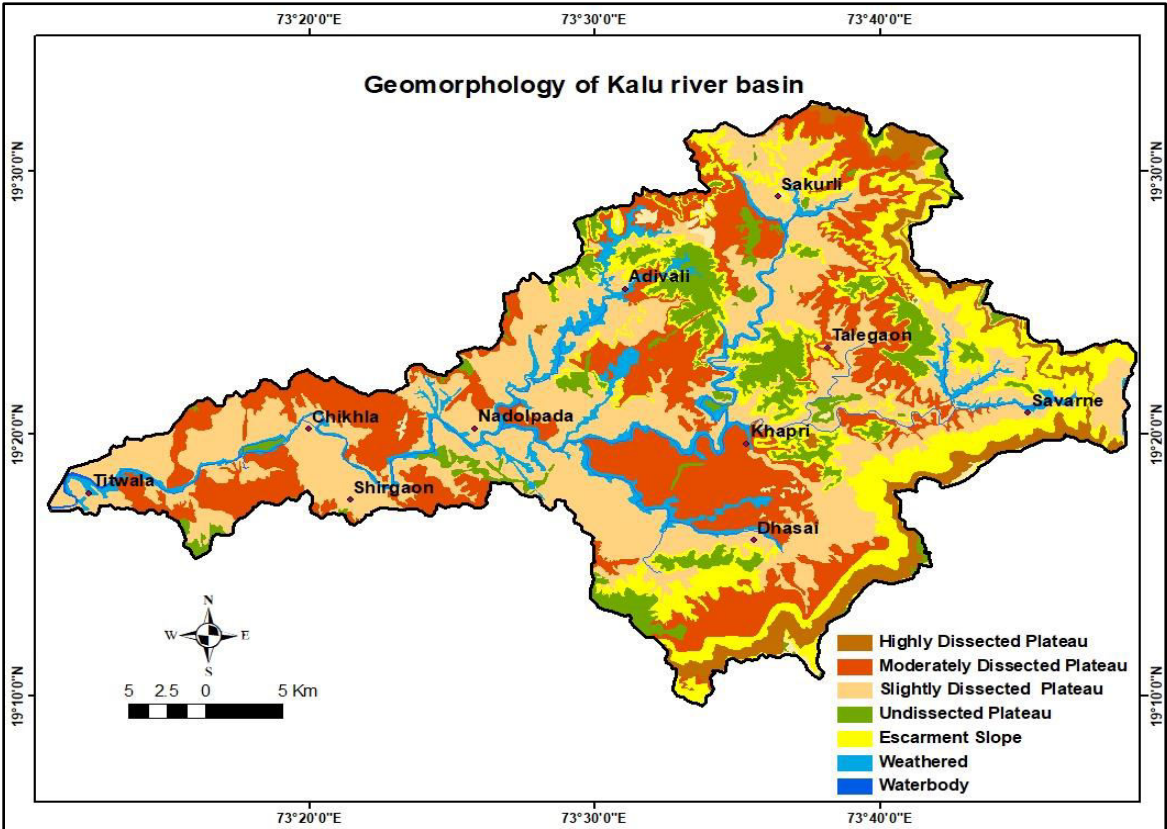 73°20'0"E
73°30'0"E
73°40'0"E
Geomorphology of Kalu river basin
19°30'0"N
19°30'0"N
Sakurli
Adivali
Talegaon
Savarne
Chikhla
Nadolpada
19°20'0"N
Khapri
19°20'0"N
Titwala
Shirgaon
Dhasai
N
W
E
S
5 2.5 0 5 Km
19°10'0"N
Highly Dissected Plateau
Moderately Dissected Plateau
Slightly Dissected Plateau
Undissected Plateau
Escarment Slope
Weathered
Waterbody
19°10'0"N
73°20'0"E
73°30'0"E
73°40'0"E